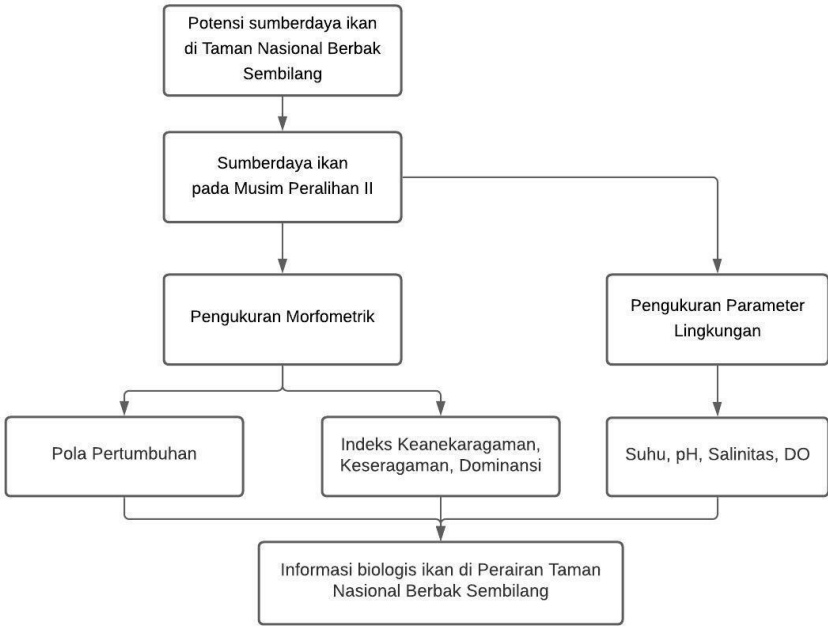 Potensi sumberdaya ikan
di Taman Nasional Berbak
Sembilang
Sumberdaya ikan
pada Musim Peralihan II
Pengukuran Morfometrik
Pengukuran Parameter
Lingkungan
Pola Pertumbuhan
Indeks Keanekaragaman,
Keseragaman, Dominansi
Suhu, pH, Salinitas, DO
Informasi biologis ikan di Perairan Taman
Nasional Berbak Sembilang